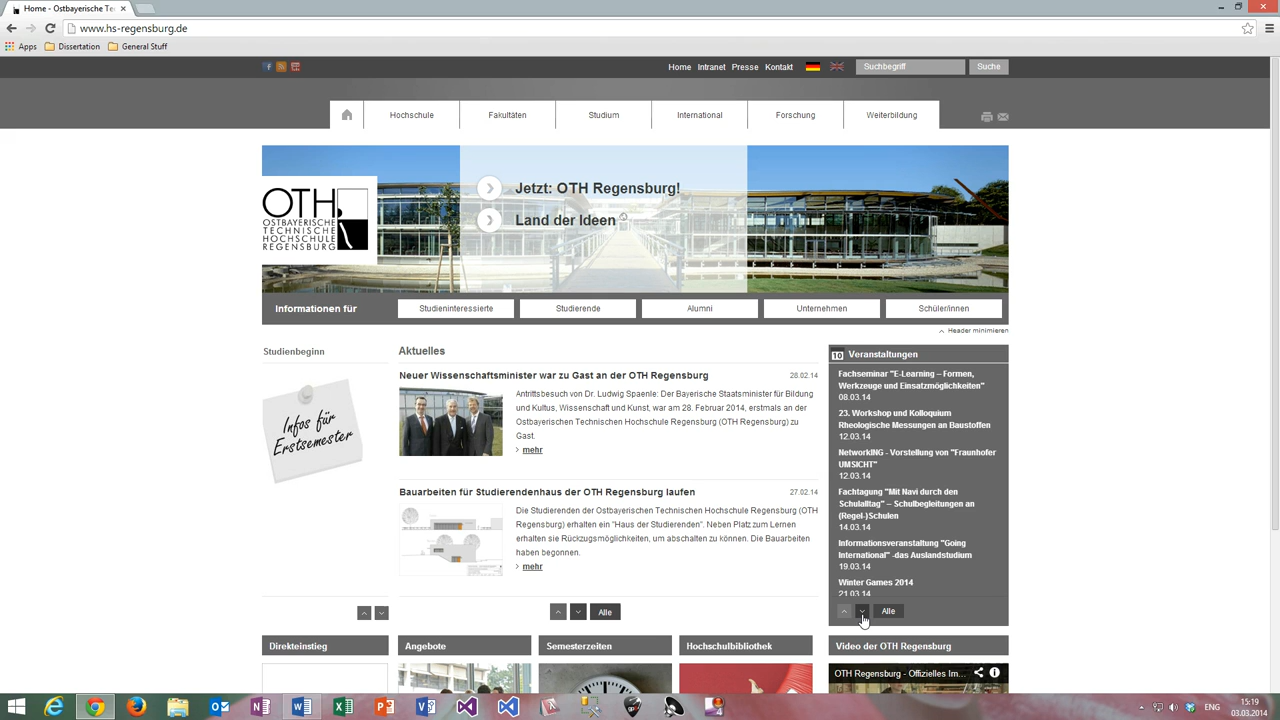 Home - Ostbayerische Te
www.hs-regensburg.de
Apps Dissertation General Stuff
Home Intranet Presse Kontakt Suchbegriff Suche
Hochschule Fakultäten Studium International Forschung Weiterbildung
Jetzt: OTH Regensburg!
Land der Ideen
OTH
OSTBAYERISCHE
TECHNISCHE
HOCHSCHULE
REGENSBURG
Informationen für Studieninteressierte Studierende Alumni Unternehmen Schüler/innen
Header minimieren
Studienbeginn
Infos für
Erstsemester
Aktuelles
Neuer Wissenschaftsminister war zu Gast an der OTH Regensburg 28.02.14
Antrittsbesuch von Dr. Ludwig Spaenle: Der Bayerische Staatsminister für Bildung
und Kultus, Wissenschaft und Kunst, war am 28. Februar 2014, erstmals an der
Ostbayerischen Technischen Hochschule Regensburg (OTH Regensburg) zu
Gast.
mehr
Bauarbeiten für Studierendenhaus der OTH Regensburg laufen 27.02.14
Die Studierenden der Ostbayerischen Technischen Hochschule Regensburg (OTH
Regensburg) erhalten ein "Haus der Studierenden". Neben Platz zum Lernen
erhalten sie Rückzugsmöglichkeiten, um abschalten zu können. Die Bauarbeiten
haben begonnen.
mehr
Alle
10 Veranstaltungen
Fachseminar "E-Learning – Formen,
Werkzeuge und Einsatzmöglichkeiten"
08.03.14
23. Workshop und Kolloquium
Rheologische Messungen an Baustoffen
12.03.14
NetworkING - Vorstellung von "Fraunhofer
UMSICHT"
12.03.14
Fachtagung "Mit Navi durch den
Schulalltag" – Schulbegleitungen an
(Regel-)Schulen
14.03.14
Informationsveranstaltung "Going
International" -das Auslandstudium
19.03.14
Winter Games 2014
21.03.14
Alle
Direkteinstieg Angebote Semesterzeiten Hochschulbibliothek Video der OTH Regensburg
OTH Regensburg - Offizielles Im...
ENG
15:19
03.03.2014